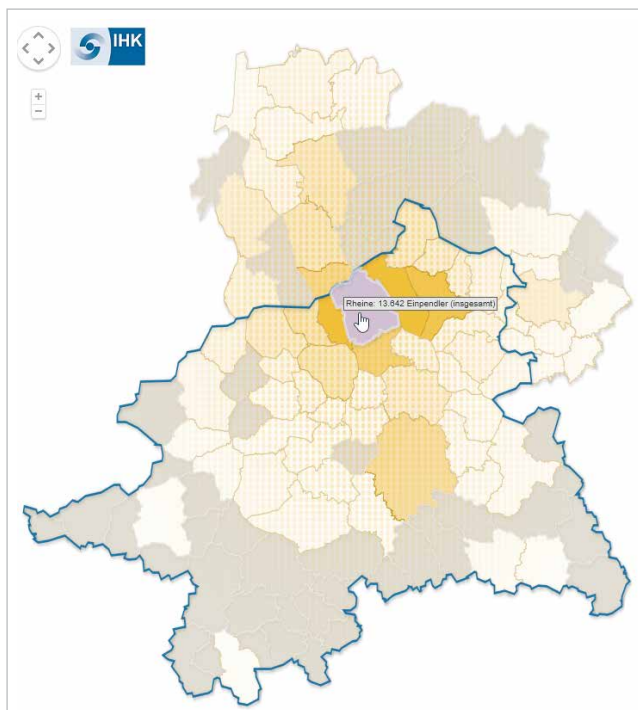 IHK
+
−
Rheine: 13.642 Einpendler (insgesamt)